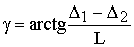 γ = arctg (Δ₁ − Δ₂) / L